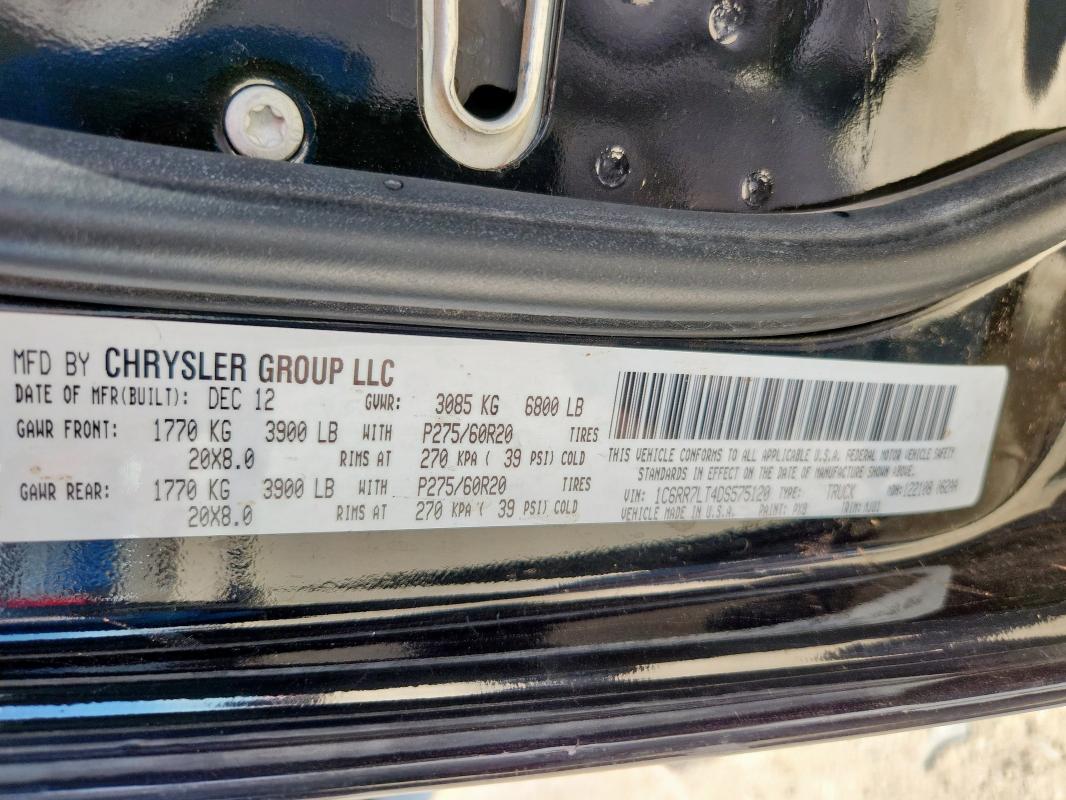 MFD BY CHRYSLER GROUP LLC
DATE OF MFR(BUILT): DEC 12 GVWR: 3085 KG 6800 LB
GAWR FRONT: 1770 KG 3900 LB WITH P275/60R20 TIRES
20X8.0 RIMS AT 270 KPA ( 39 PSI) COLD
GAWR REAR: 1770 KG 3900 LB WITH P275/60R20 TIRES
20X8.0 RIMS AT 270 KPA ( 39 PSI) COLD
THIS VEHICLE CONFORMS TO ALL APPLICABLE U.S.A. FEDERAL MOTOR VEHICLE SAFETY
STANDARDS IN EFFECT ON THE DATE OF MANUFACTURE SHOWN ABOVE.
VIN: 1C6RR7LT4DS575120 TYPE: TRUCK MDH:
VEHICLE MADE IN U.S.A. PAINT: PX8 TRIM: